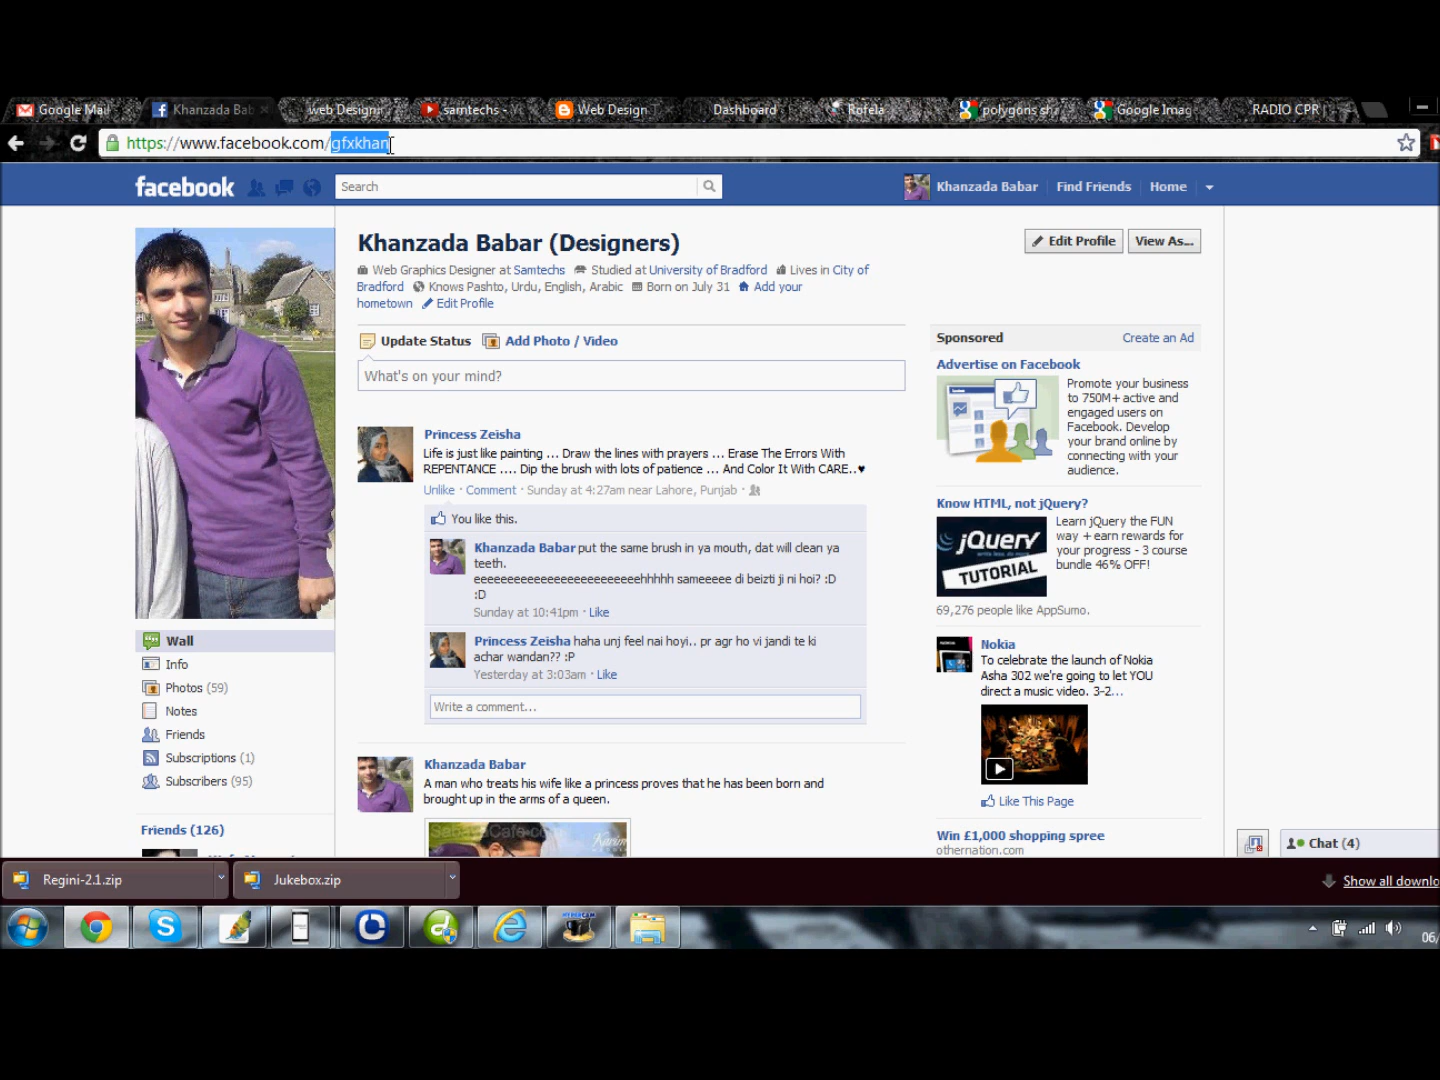 Google Mail
Khanzada Bab
web Designi
samtechs - Y
Web Design T
Dashboard
Rofela
polygons sha
Google Imag
RADIO CPR |
https://www.facebook.com/gfxkhan
facebook
Search
Khanzada Babar
Find Friends
Home
Khanzada Babar (Designers)
Edit Profile
View As...
Web Graphics Designer at Samtechs Studied at University of Bradford Lives in City of
Bradford Knows Pashto, Urdu, English, Arabic Born on July 31 Add your
hometown Edit Profile
Update Status Add Photo / Video
What's on your mind?
Princess Zeisha
Life is just like painting ... Draw the lines with prayers ... Erase The Errors With
REPENTANCE .... Dip the brush with lots of patience ... And Color It With CARE..♥
Unlike · Comment · Sunday at 4:27am near Lahore, Punjab ·
You like this.
Khanzada Babar put the same brush in ya mouth, dat will clean ya
teeth.
eeeeeeeeeeeeeeeeeeeeeeeeehhhhh sameeeee di beizti ji ni hoi? :D
:D
Sunday at 10:41pm · Like
Princess Zeisha haha unj feel nai hoyi.. pr agr ho vi jandi te ki
achar wandan?? :P
Yesterday at 3:03am · Like
Write a comment...
Khanzada Babar
A man who treats his wife like a princess proves that he has been born and
brought up in the arms of a queen.
Wall
Info
Photos (59)
Notes
Friends
Subscriptions (1)
Subscribers (95)
Friends (126)
Sponsored
Create an Ad
Advertise on Facebook
Promote your business
to 750M+ active and
engaged users on
Facebook. Develop
your brand online by
connecting with your
audience.
Know HTML, not jQuery?
jQuery
TUTORIAL
Learn jQuery the FUN
way + earn rewards for
your progress - 3 course
bundle 46% OFF!
69,276 people like AppSumo.
Nokia
To celebrate the launch of Nokia
Asha 302 we're going to let YOU
direct a music video. 3-2...
Like This Page
Win £1,000 shopping spree
othernation.com
Chat (4)
Regini-2.1.zip
Jukebox.zip
Show all downlo
HYPERCAM
06/